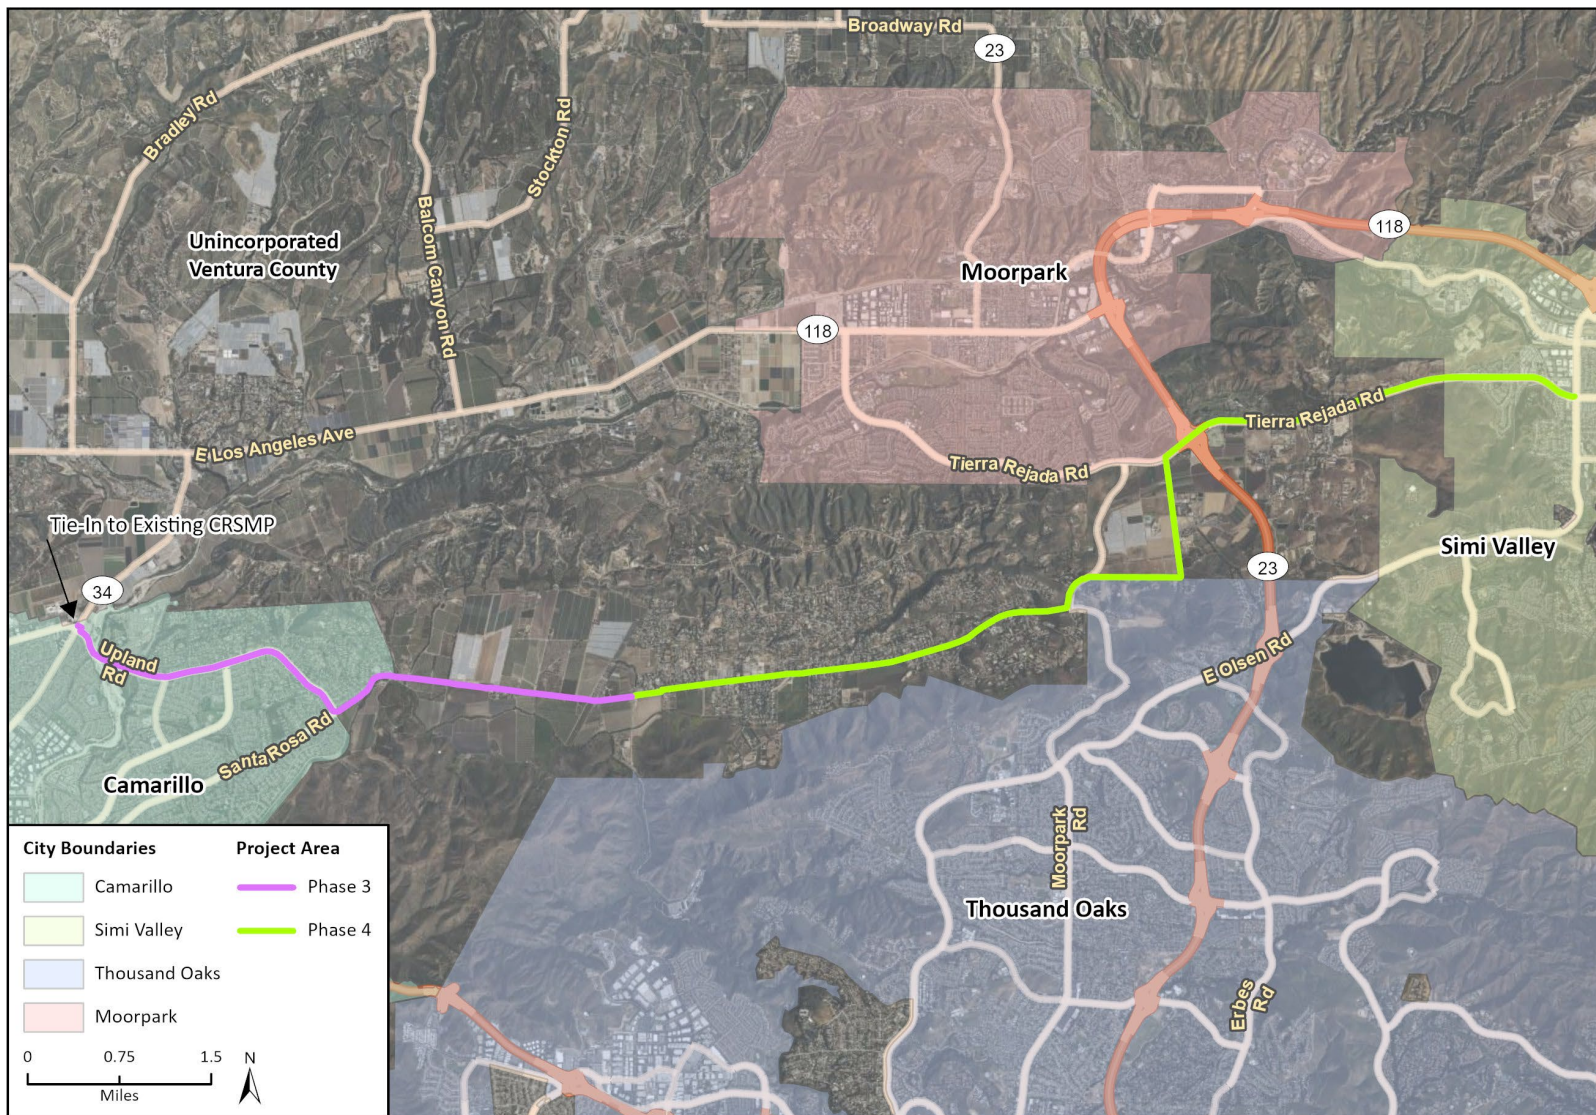 Broadway Rd
23
Bradley Rd
Stockton Rd
Balcom Canyon Rd
Unincorporated
Ventura County
118
Moorpark
118
Tierra Rejada Rd
E Los Angeles Ave
Tierra Rejada Rd
Tie-In to Existing CRSMP
34
Simi Valley
23
Upland
Rd
E Olsen Rd
Santa Rosa Rd
Camarillo
Moorpark
Rd
Thousand Oaks
Erbes
Rd
City Boundaries
Camarillo
Simi Valley
Thousand Oaks
Moorpark
Project Area
Phase 3
Phase 4
0 0.75 1.5
Miles
N